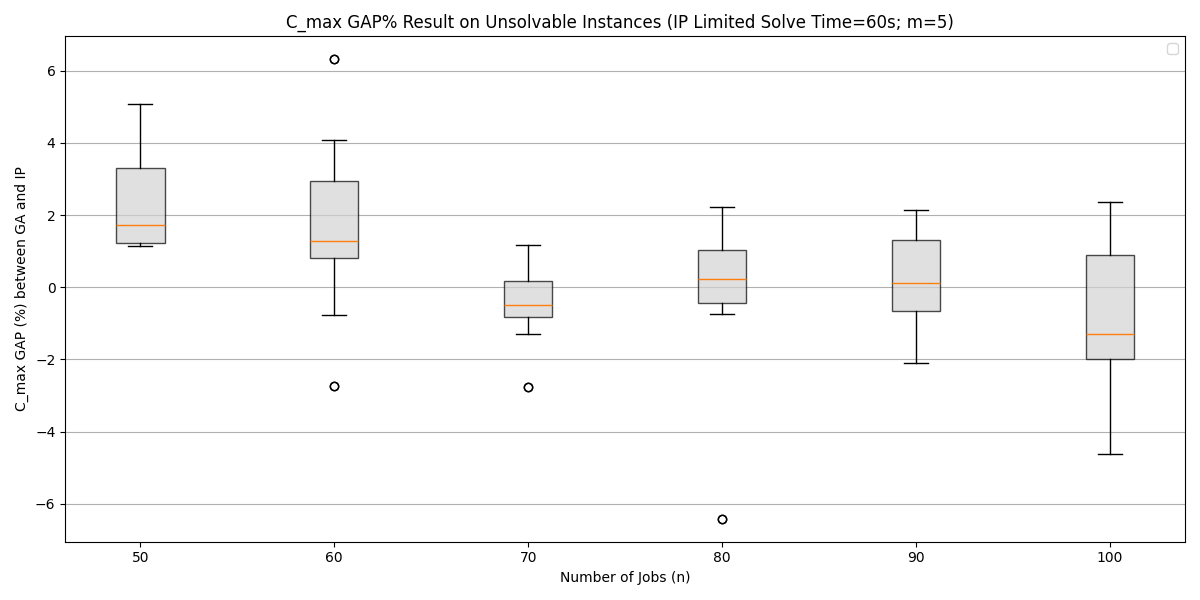 C_max GAP% Result on Unsolvable Instances (IP Limited Solve Time=60s; m=5)
C_max GAP (%) between GA and IP
6
4
2
0
−2
−4
−6
50 60 70 80 90 100
Number of Jobs (n)